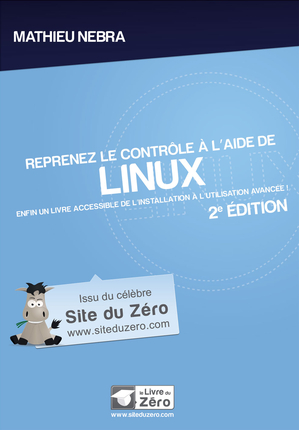 MATHIEU NEBRA
REPRENEZ LE CONTRÔLE À L'AIDE DE
LINUX
ENFIN UN LIVRE ACCESSIBLE DE L'INSTALLATION À L'UTILISATION AVANCÉE !
2e ÉDITION
Issu du célèbre
Site du Zéro
www.siteduzero.com
le Livre du
Zéro
www.siteduzero.com